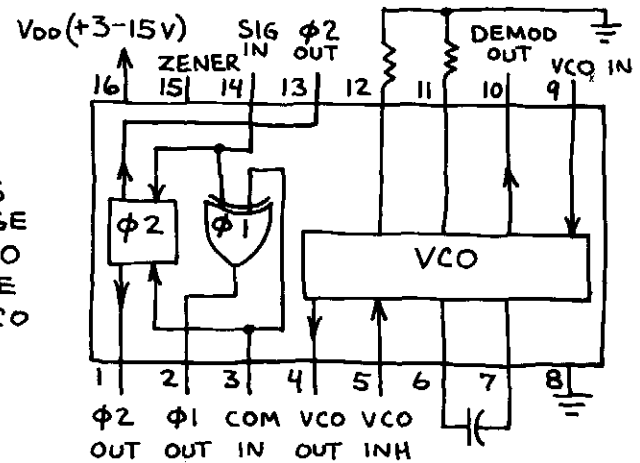 VDD (+3-15V)
SIG IN
ϕ2 OUT
DEMOD OUT
VCO IN
ZENER
16 15 14 13 12 11 10 9
ϕ2
ϕ1
VCO
SE
O
E
CO
1 2 3 4 5 6 7 8
ϕ2 OUT
ϕ1 OUT
COM IN
VCO OUT
VCO INH